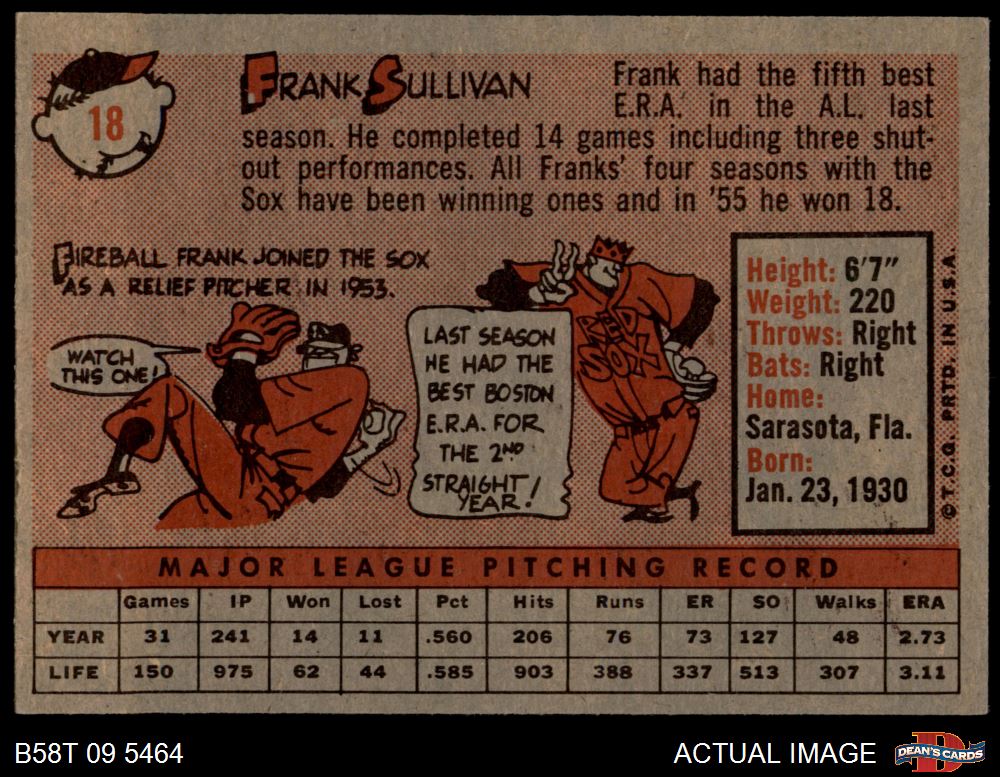 18
FRANK SULLIVAN
Frank had the fifth best
E.R.A. in the A.L. last
season. He completed 14 games including three shut-
out performances. All Franks' four seasons with the
Sox have been winning ones and in '55 he won 18.
FIREBALL FRANK JOINED THE SOX
AS A RELIEF PITCHER IN 1953.
WATCH
THIS ONE!
LAST SEASON
HE HAD THE
BEST BOSTON
E.R.A. FOR
THE 2ND
STRAIGHT
YEAR!
RED
SOX
Height: 6'7"
Weight: 220
Throws: Right
Bats: Right
Home:
Sarasota, Fla.
Born:
Jan. 23, 1930
©T.C.G. PRTD. IN U.S.A.
MAJOR LEAGUE PITCHING RECORD
Games IP Won Lost Pct Hits Runs ER SO Walks ERA
YEAR 31 241 14 11 .560 206 76 73 127 48 2.73
LIFE 150 975 62 44 .585 903 388 337 513 307 3.11
B58T 09 5464
ACTUAL IMAGE
D
DEAN'S CARDS